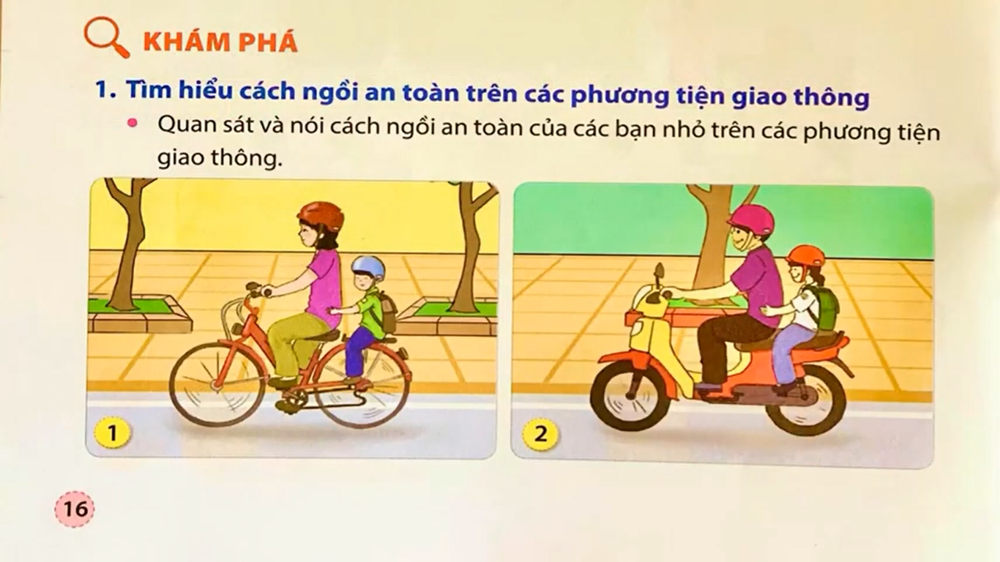 KHÁM PHÁ
1. Tìm hiểu cách ngồi an toàn trên các phương tiện giao thông
• Quan sát và nói cách ngồi an toàn của các bạn nhỏ trên các phương tiện
giao thông.
1
2
16